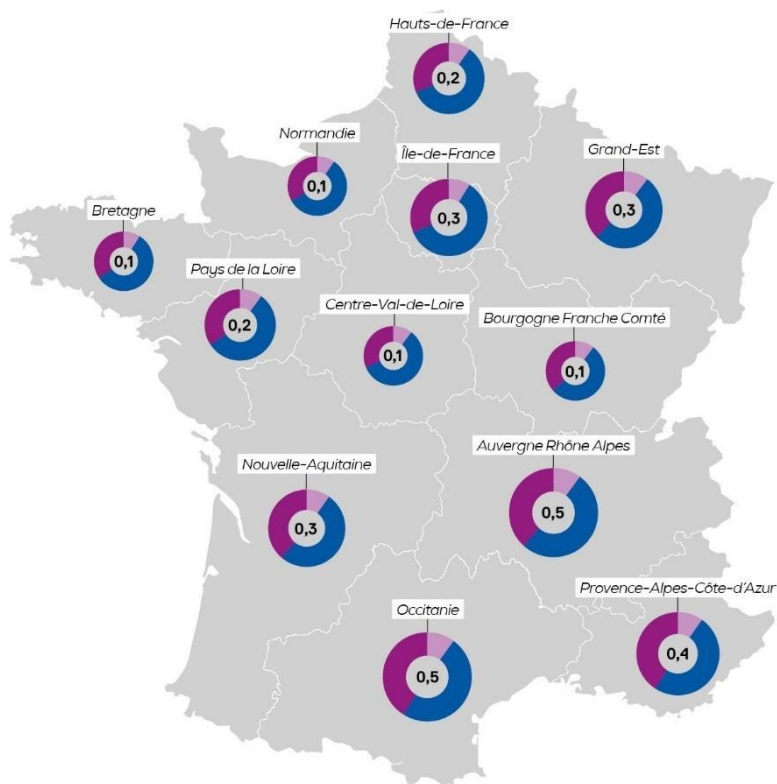 Hauts-de-France
0,2
Normandie
0,1
Île-de-France
0,3
Grand-Est
0,3
Bretagne
0,1
Pays de la Loire
0,2
Centre-Val-de-Loire
0,1
Bourgogne Franche Comté
0,1
Nouvelle-Aquitaine
0,3
Auvergne Rhône Alpes
0,5
Occitanie
0,5
Provence-Alpes-Côte-d'Azur
0,4